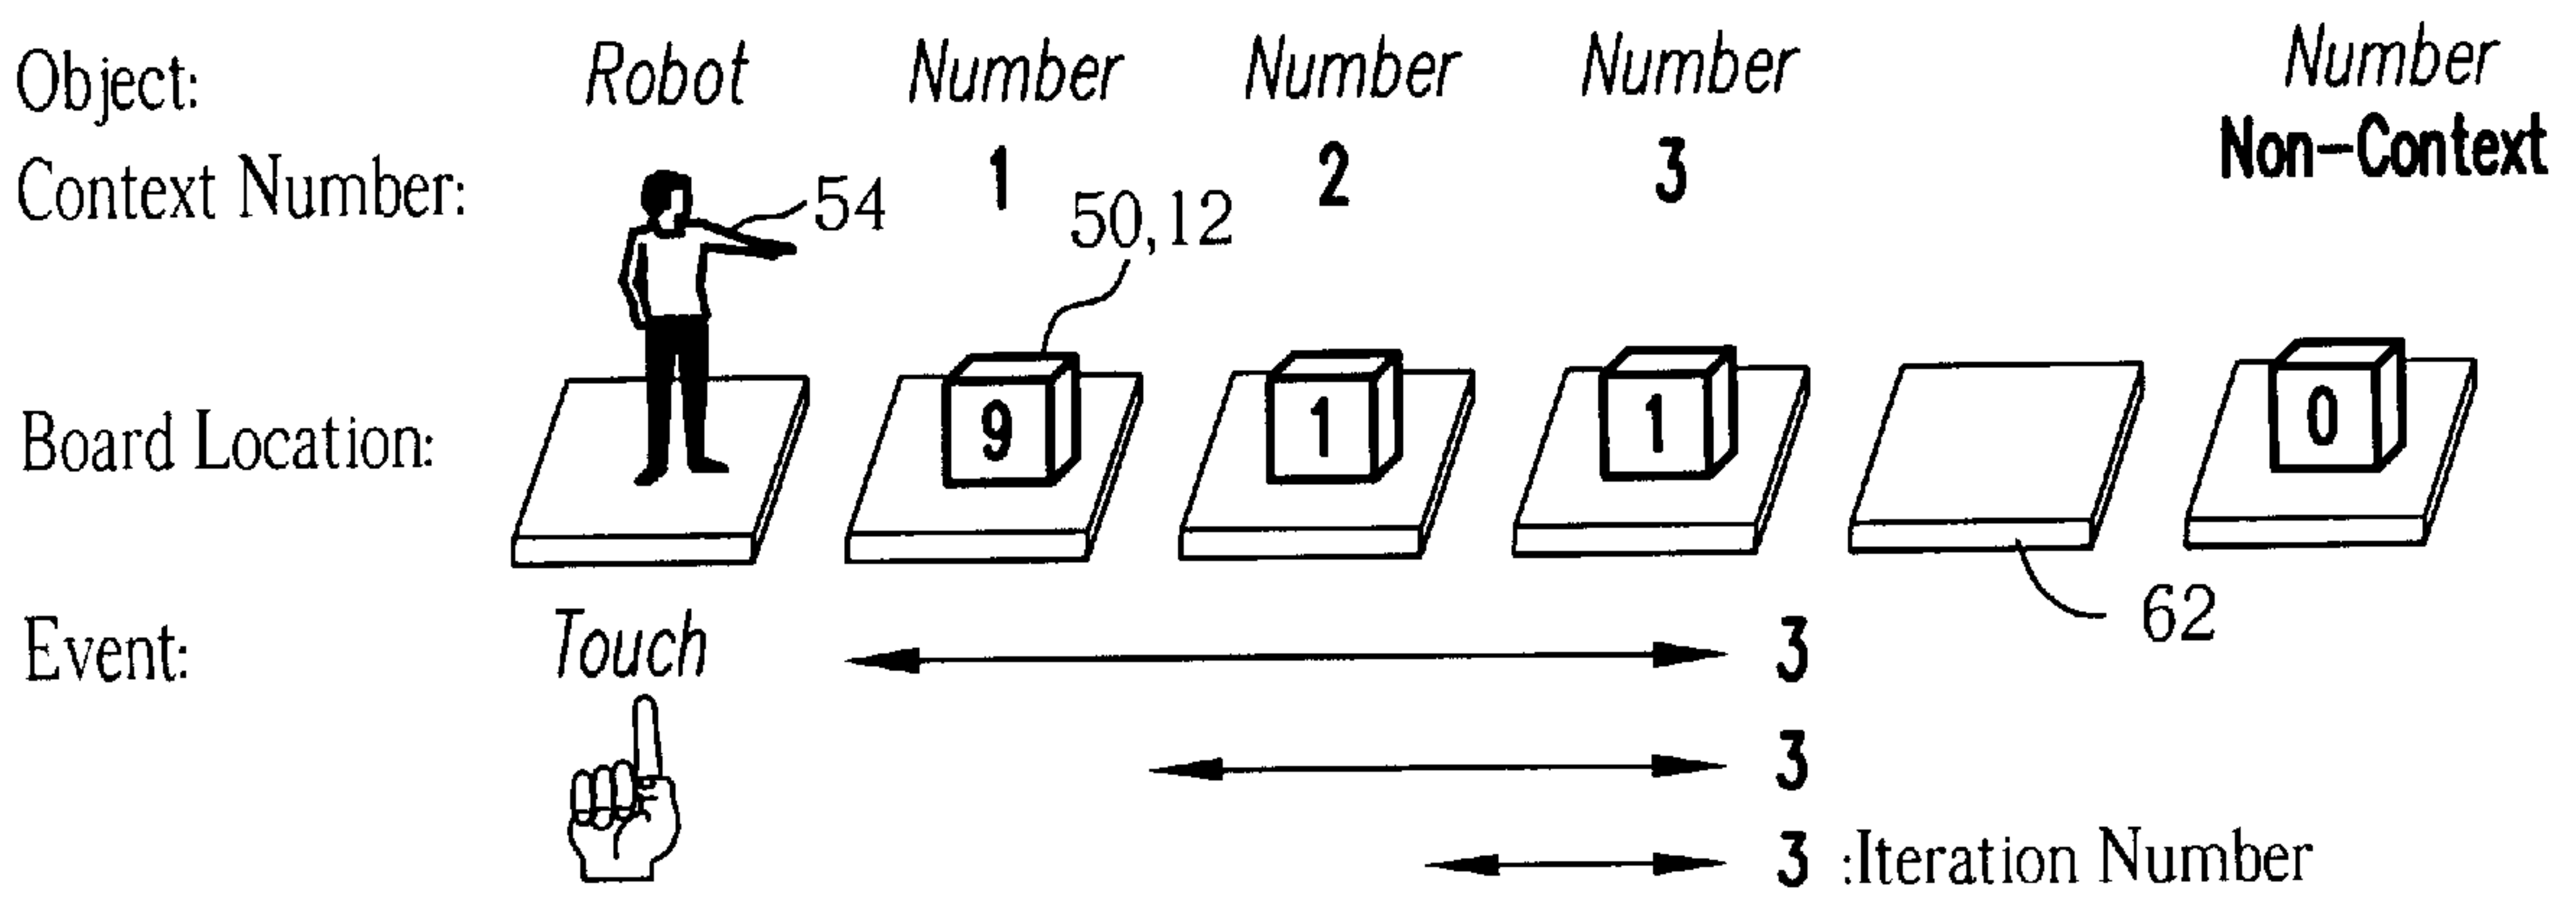 Object: Robot Number Number Number Number
Context Number: 1 2 3 Non-Context
54 50,12
Board Location: 9 1 1 0
62
Event: Touch 3
3
3 :Iteration Number